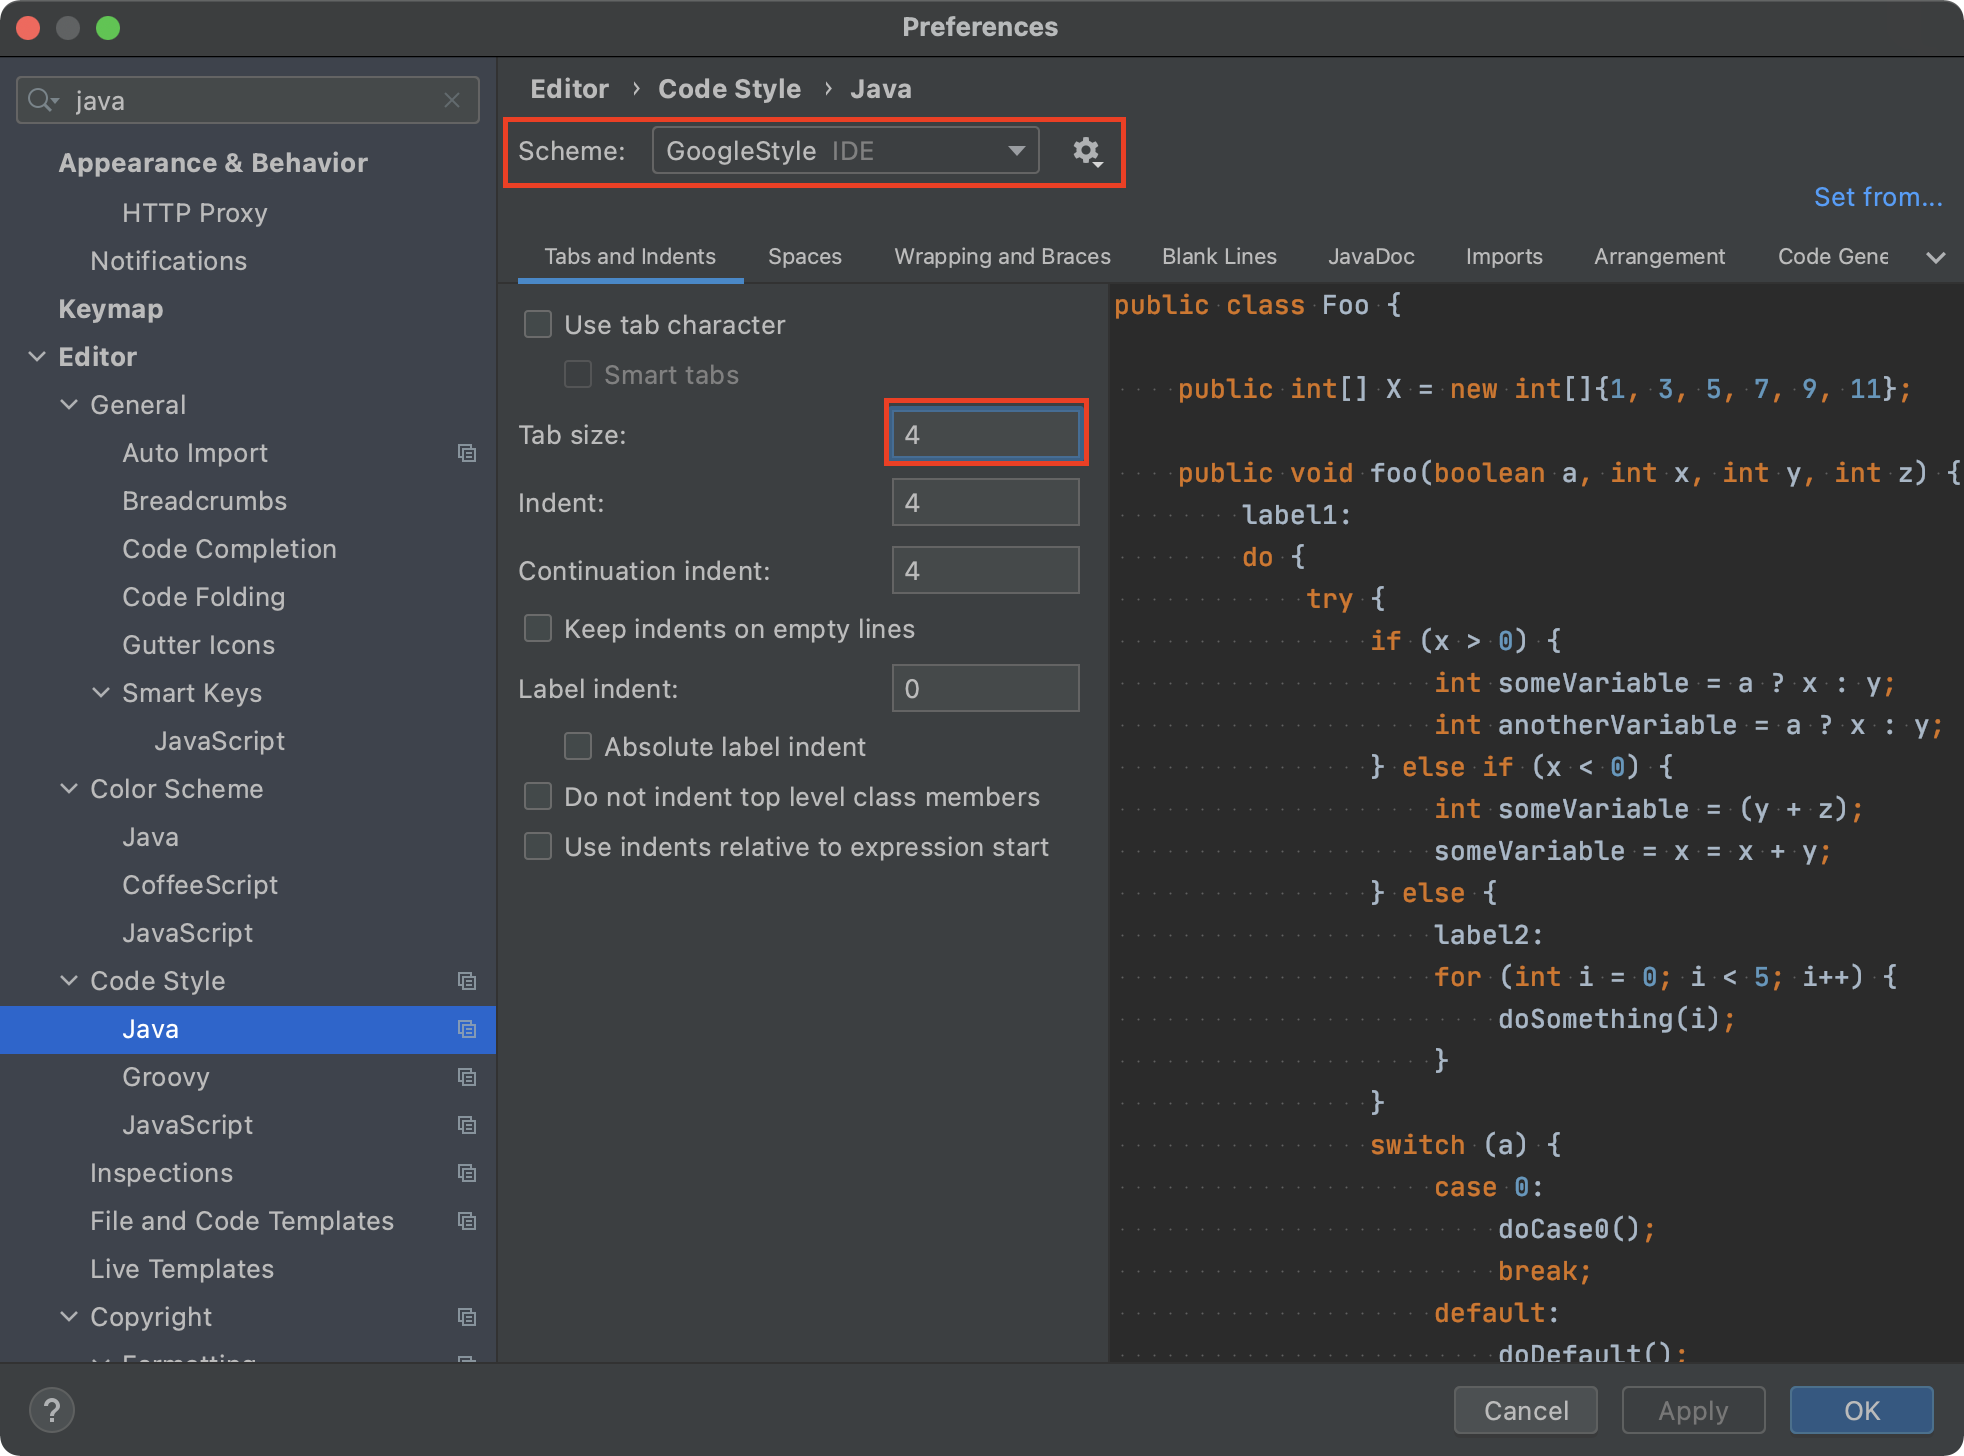 Preferences
java
Appearance & Behavior
HTTP Proxy
Notifications
Keymap
Editor
General
Auto Import
Breadcrumbs
Code Completion
Code Folding
Gutter Icons
Smart Keys
JavaScript
Color Scheme
Java
CoffeeScript
JavaScript
Code Style
Java
Groovy
JavaScript
Inspections
File and Code Templates
Live Templates
Copyright
Formatting
Editor › Code Style › Java
Scheme: GoogleStyle IDE
Set from...
Tabs and Indents Spaces Wrapping and Braces Blank Lines JavaDoc Imports Arrangement Code Gene
Use tab character
Smart tabs
Tab size: 4
Indent: 4
Continuation indent: 4
Keep indents on empty lines
Label indent: 0
Absolute label indent
Do not indent top level class members
Use indents relative to expression start
public class Foo {
public int[] X = new int[]{1, 3, 5, 7, 9, 11};
public void foo(boolean a, int x, int y, int z) {
label1:
do {
try {
if (x > 0) {
int someVariable = a ? x : y;
int anotherVariable = a ? x : y;
} else if (x < 0) {
int someVariable = (y + z);
someVariable = x = x + y;
} else {
label2:
for (int i = 0; i < 5; i++) {
doSomething(i);
}
}
switch (a) {
case 0:
doCase0();
break;
default:
doDefault();
?
Cancel Apply OK